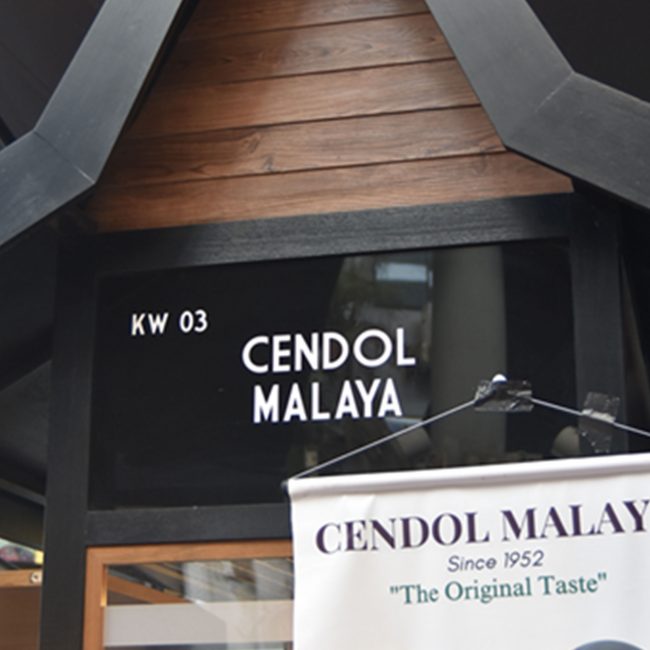 KW 03
CENDOL
MALAYA
CENDOL MALAY
Since 1952
"The Original Taste"